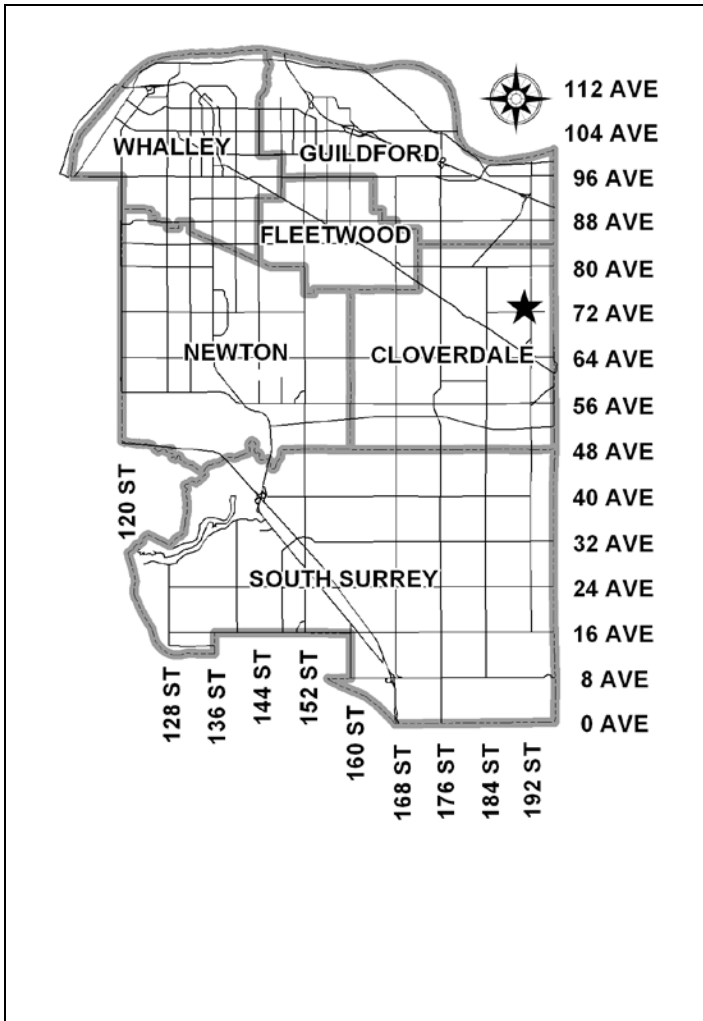 112 AVE
104 AVE
WHALLEY
GUILDFORD
96 AVE
88 AVE
FLEETWOOD
80 AVE
72 AVE
NEWTON
CLOVERDALE
64 AVE
56 AVE
48 AVE
120 ST
40 AVE
32 AVE
SOUTH SURREY
24 AVE
16 AVE
8 AVE
0 AVE
128 ST
136 ST
144 ST
152 ST
160 ST
168 ST
176 ST
184 ST
192 ST